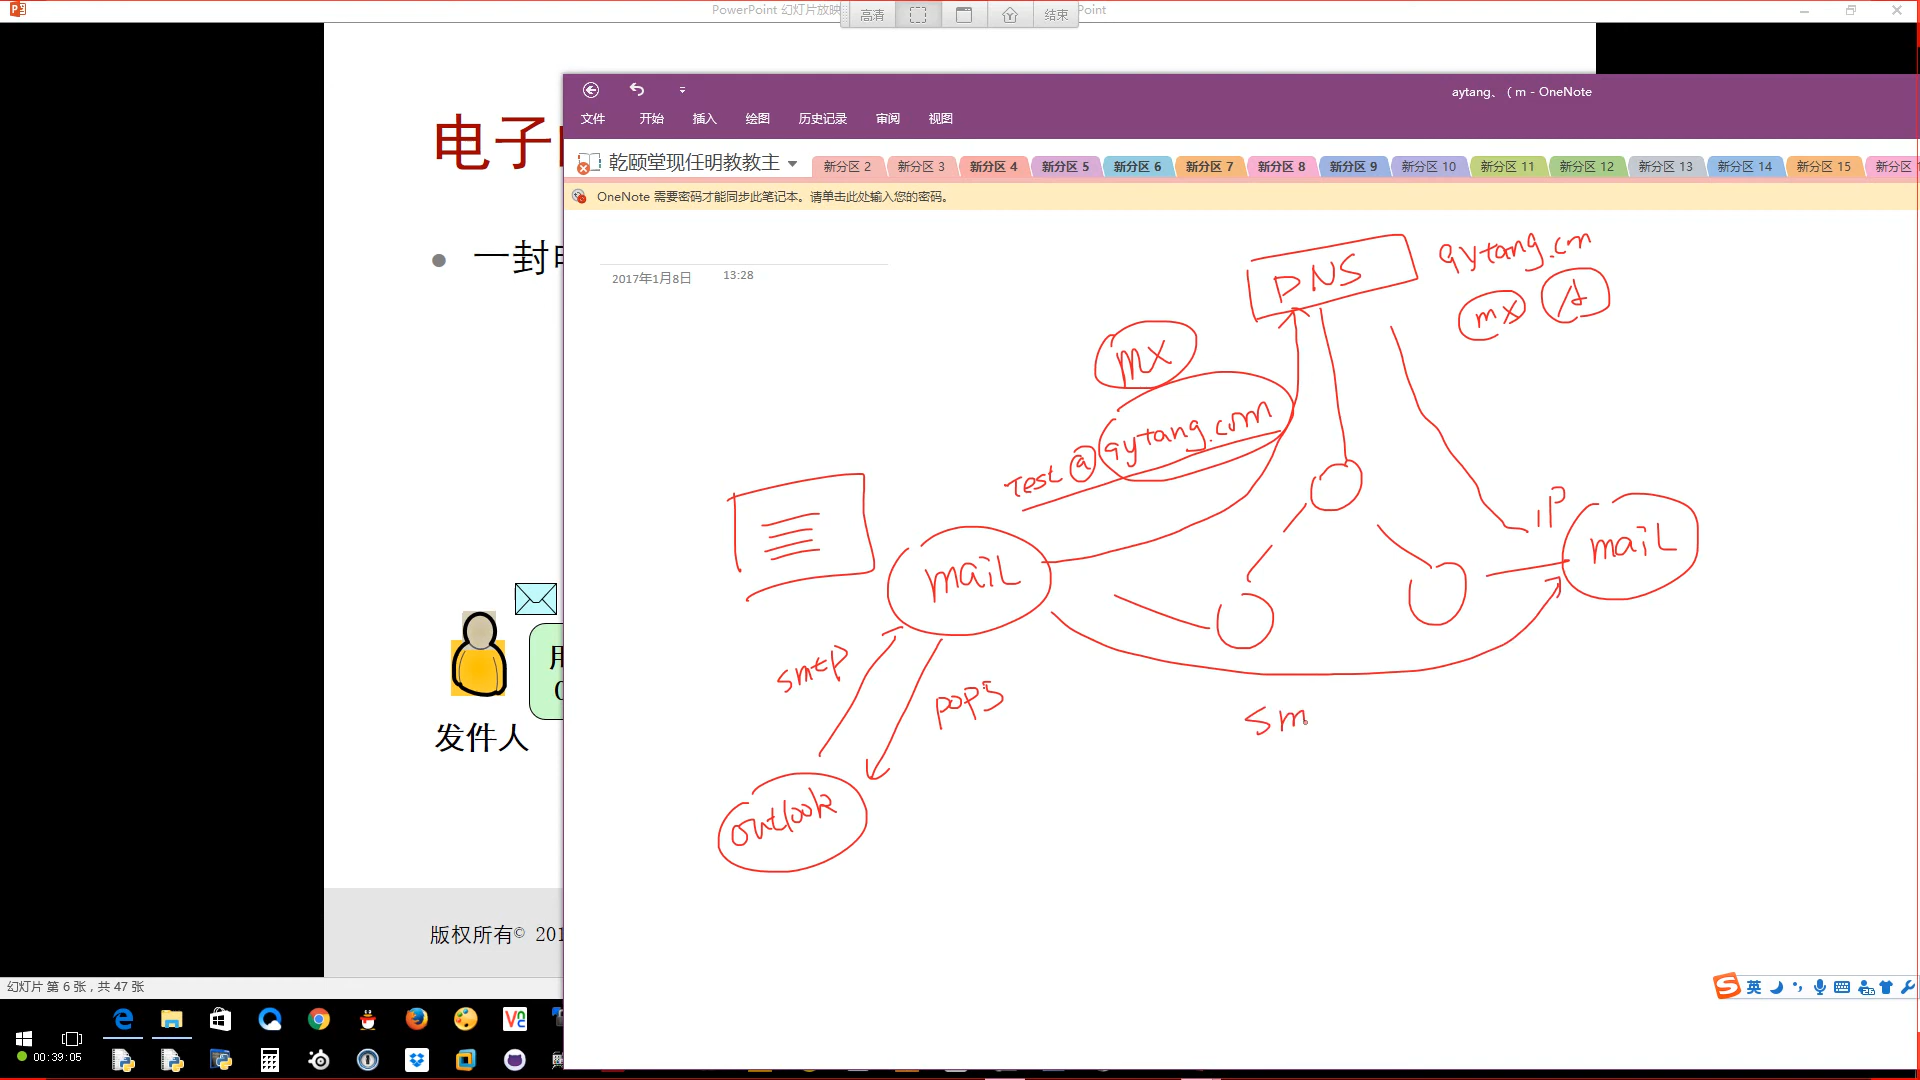 PowerPoint 幻灯片放映
Point
高清
结束
aytang、（m - OneNote
文件 开始 插入 绘图 历史记录 审阅 视图
乾颐堂现任明教教主
新分区 2 新分区 3 新分区 4 新分区 5 新分区 6 新分区 7 新分区 8 新分区 9 新分区 10 新分区 11 新分区 12 新分区 13 新分区 14 新分区 15 新分区
OneNote 需要密码才能同步此笔记本。请单击此处输入您的密码。
电子
一封
2017年1月8日 13:28
DNS
qytang.cm
mx
A
mx
Test @qytang.com
IP
mail
mail
smtp
pop3
sm
outlook
用
发件人
版权所有© 201
幻灯片 第 6 张，共 47 张
英
00:39:05